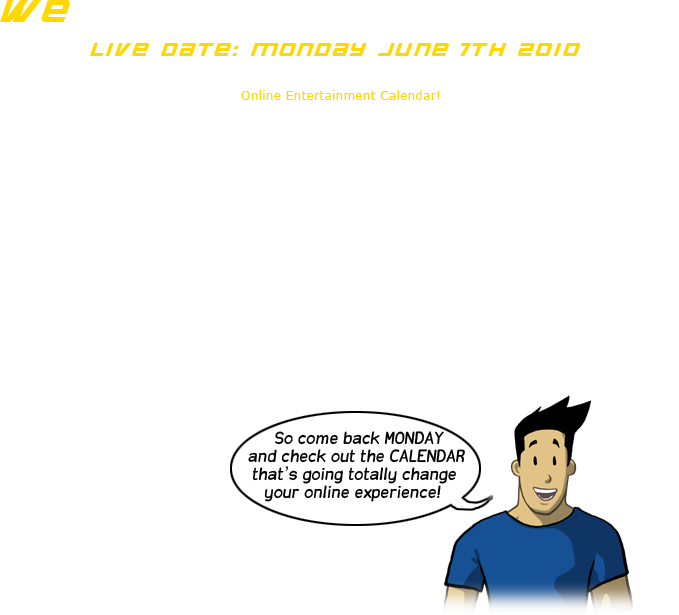 We
Live Date: Monday June 7th 2010
Online Entertainment Calendar!
So come back MONDAY
and check out the CALENDAR
that's going totally change
your online experience!